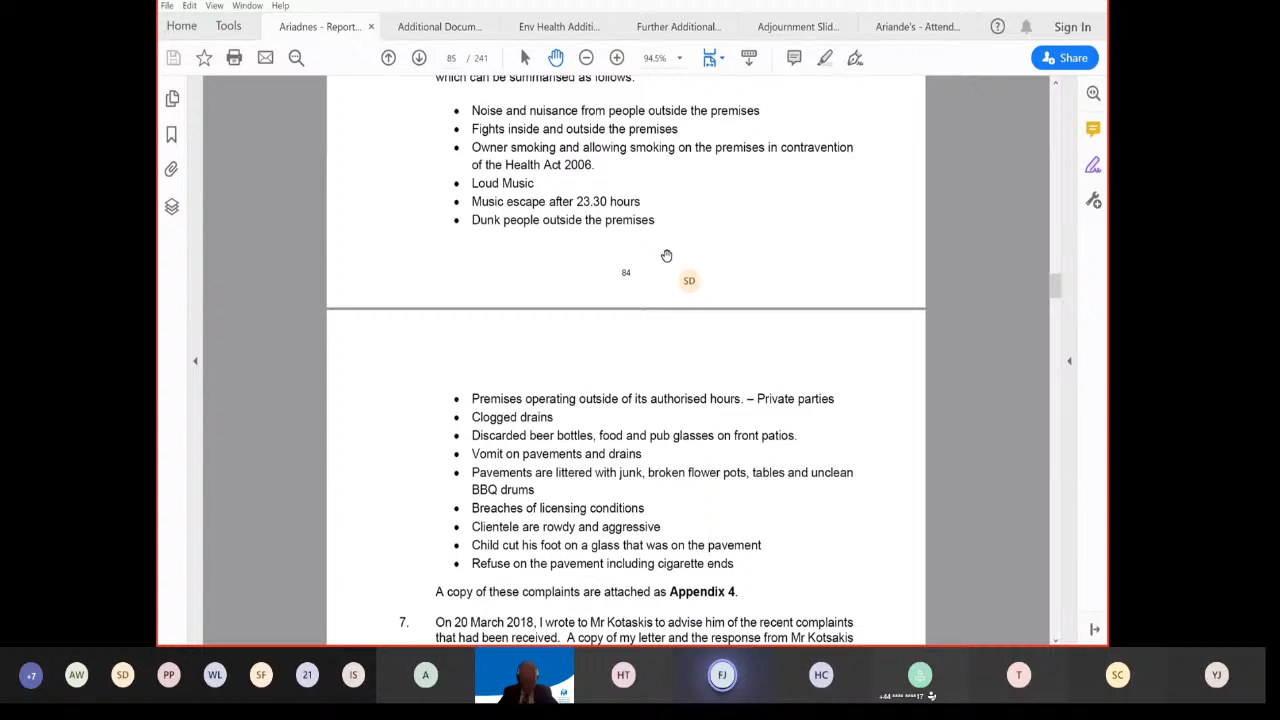 File Edit View Window Help
Home Tools Ariadnes - Report... × Additional Docum... Env Health Additi... Further Additional... Adjournment Slid... Ariande's - Attend... Sign In
85 / 241 94.5% Share
which can be summarised as follows:
• Noise and nuisance from people outside the premises
• Fights inside and outside the premises
• Owner smoking and allowing smoking on the premises in contravention
of the Health Act 2006.
• Loud Music
• Music escape after 23.30 hours
• Dunk people outside the premises
84
SD
• Premises operating outside of its authorised hours. – Private parties
• Clogged drains
• Discarded beer bottles, food and pub glasses on front patios.
• Vomit on pavements and drains
• Pavements are littered with junk, broken flower pots, tables and unclean
BBQ drums
• Breaches of licensing conditions
• Clientele are rowdy and aggressive
• Child cut his foot on a glass that was on the pavement
• Refuse on the pavement including cigarette ends
A copy of these complaints are attached as Appendix 4.
7. On 20 March 2018, I wrote to Mr Kotaskis to advise him of the recent complaints
that had been received. A copy of my letter and the response from Mr Kotsakis
+7 AW SD PP WL SF 21 IS A HT FJ HC S T SC YJ
+44 **** ****17